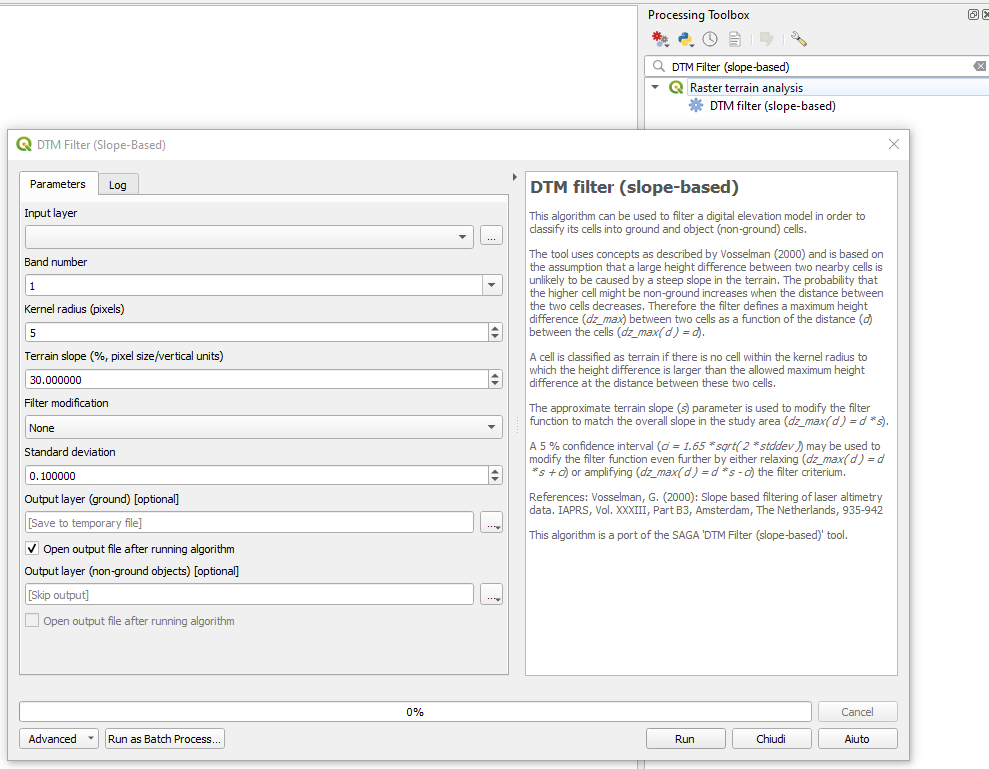 Processing Toolbox
DTM Filter (slope-based)
Raster terrain analysis
DTM filter (slope-based)
DTM Filter (Slope-Based)
Parameters
Log
Input layer
...
Band number
1
Kernel radius (pixels)
5
Terrain slope (%, pixel size/vertical units)
30.000000
Filter modification
None
Standard deviation
0.100000
Output layer (ground) [optional]
[Save to temporary file]
...
Open output file after running algorithm
Output layer (non-ground objects) [optional]
[Skip output]
...
Open output file after running algorithm
DTM filter (slope-based)
This algorithm can be used to filter a digital elevation model in order to
classify its cells into ground and object (non-ground) cells.
The tool uses concepts as described by Vosselman (2000) and is based on
the assumption that a large height difference between two nearby cells is
unlikely to be caused by a steep slope in the terrain. The probability that
the higher cell might be non-ground increases when the distance between
the two cells decreases. Therefore the filter defines a maximum height
difference (dz_max) between two cells as a function of the distance (d)
between the cells (dz_max( d ) = d).
A cell is classified as terrain if there is no cell within the kernel radius to
which the height difference is larger than the allowed maximum height
difference at the distance between these two cells.
The approximate terrain slope (s) parameter is used to modify the filter
function to match the overall slope in the study area (dz_max( d ) = d * s).
A 5 % confidence interval (ci = 1.65 * sqrt( 2 * stddev )) may be used to
modify the filter function even further by either relaxing (dz_max( d ) = d
* s + ci) or amplifying (dz_max( d ) = d * s - ci) the filter criterium.
References: Vosselman, G. (2000): Slope based filtering of laser altimetry
data. IAPRS, Vol. XXXIII, Part B3, Amsterdam, The Netherlands, 935-942
This algorithm is a port of the SAGA 'DTM Filter (slope-based)' tool.
0%
Cancel
Advanced
Run as Batch Process...
Run
Chiudi
Aiuto